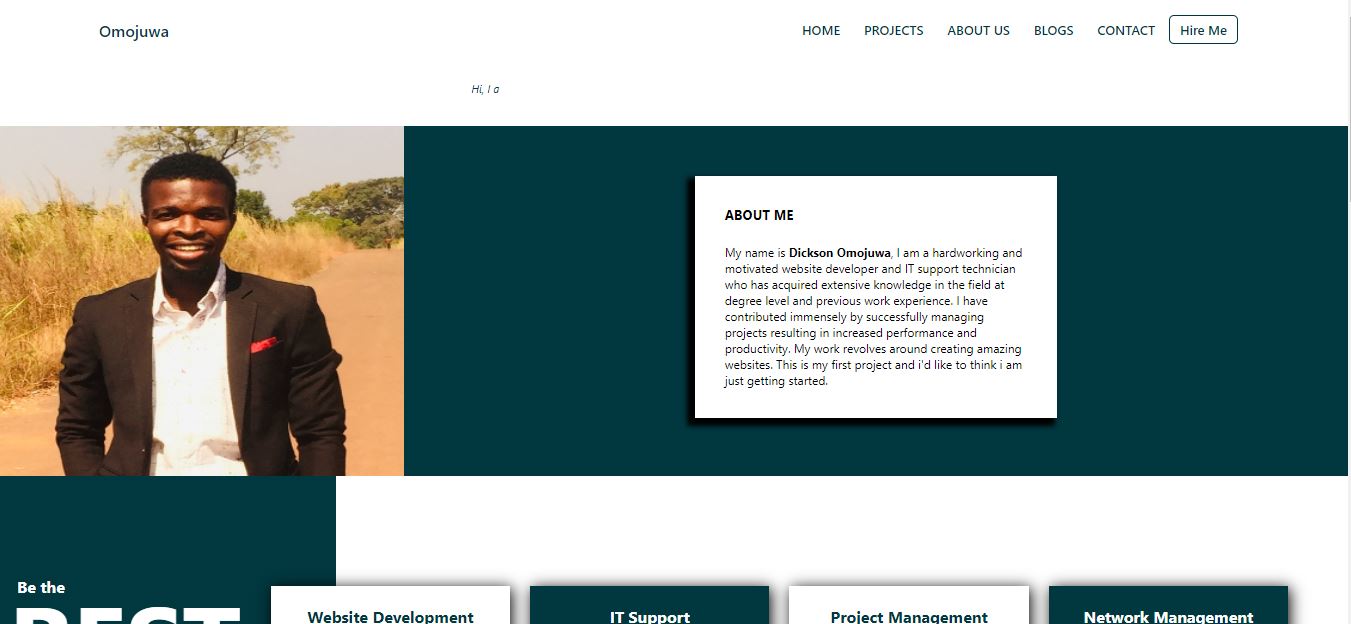 Omojuwa
HOME PROJECTS ABOUT US BLOGS CONTACT Hire Me
Hi, I a
ABOUT ME
My name is Dickson Omojuwa, I am a hardworking and
motivated website developer and IT support technician
who has acquired extensive knowledge in the field at
degree level and previous work experience. I have
contributed immensely by successfully managing
projects resulting in increased performance and
productivity. My work revolves around creating amazing
websites. This is my first project and i'd like to think i am
just getting started.
Be the
BEST
Website Development
IT Support
Project Management
Network Management